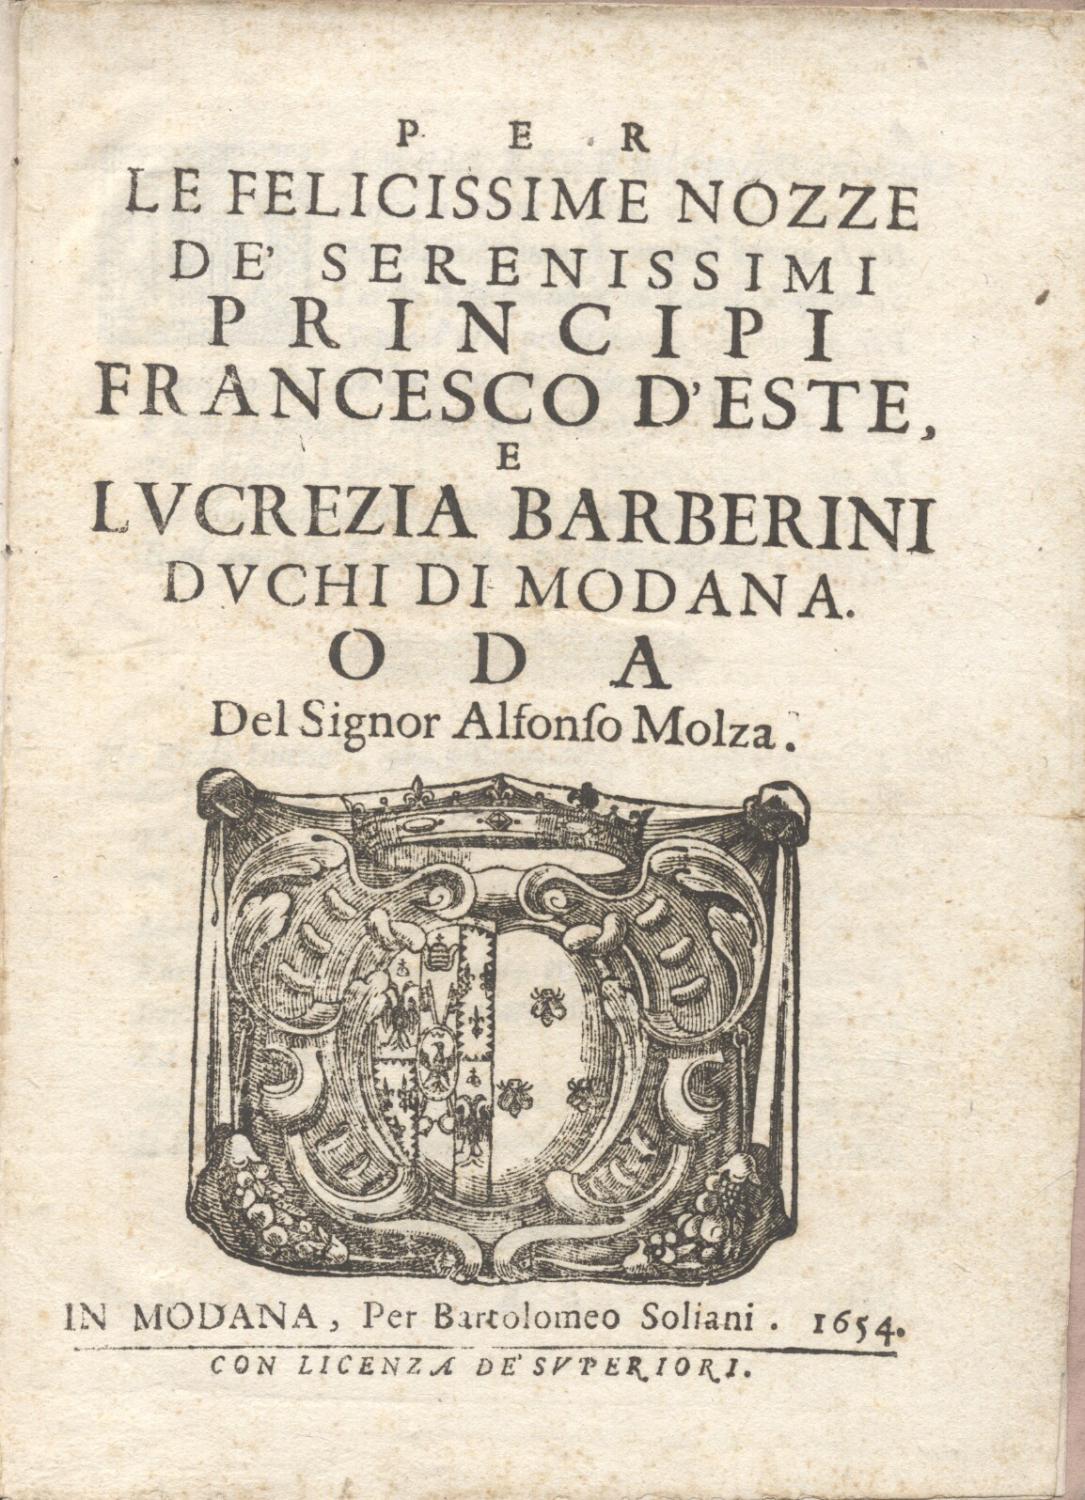 PER
LE FELICISSIME NOZZE
DE' SERENISSIMI
PRINCIPI
FRANCESCO D'ESTE,
E
LVCREZIA BARBERINI
DVCHI DI MODANA.
ODA
Del Signor Alfonſo Molza.
IN MODANA, Per Bartolomeo Soliani. 1654.
CON LICENZA DE' SVPERIORI.